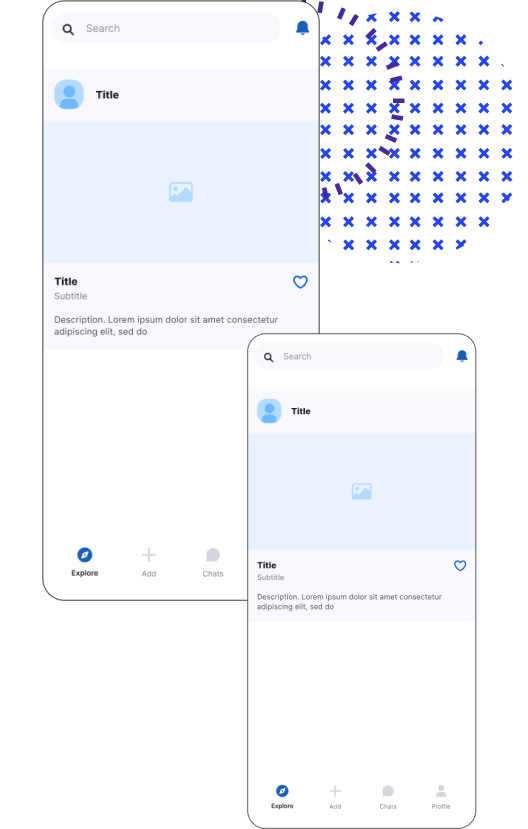 Search
Title
Title
Subtitle
Description. Lorem ipsum dolor sit amet consectetur
adipiscing elit, sed do
Explore
Add
Chats
Search
Title
Title
Subtitle
Description. Lorem ipsum dolor sit amet consectetur
adipiscing elit, sed do
Explore
Add
Chats
Profile